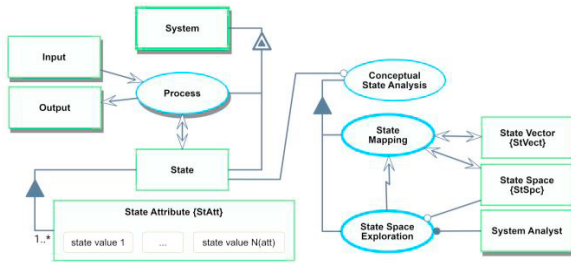 System
Input
Output
Process
State
1..*
State Attribute {StAtt}
state value 1
...
state value N(att)
Conceptual
State Analysis
State
Mapping
State Vector
{StVect}
State Space
{StSpc}
State Space
Exploration
System Analyst